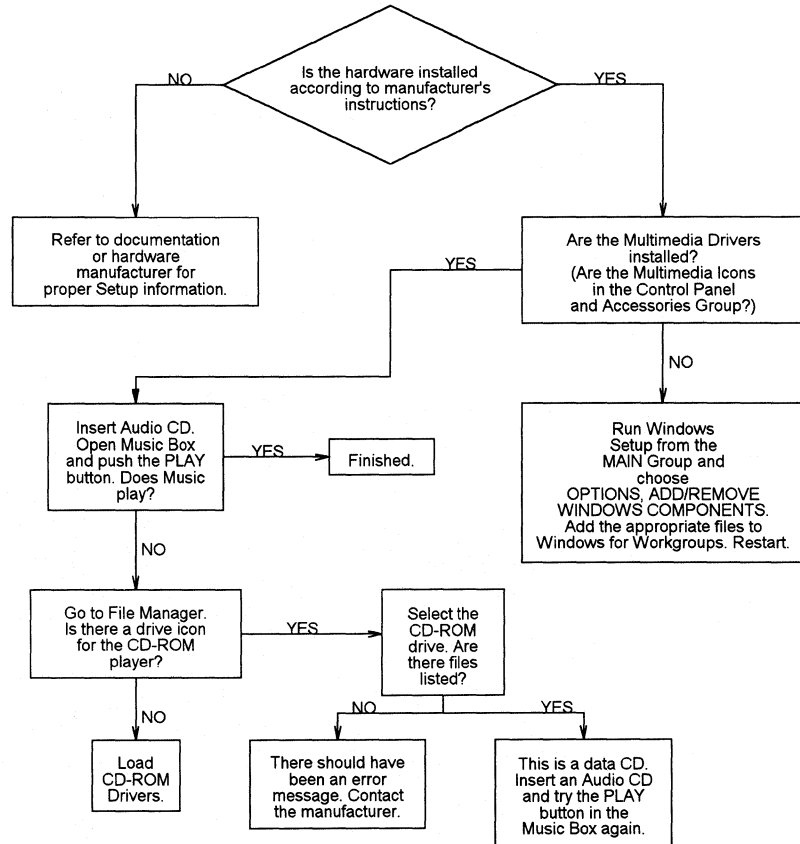 Is the hardware installed
according to manufacturer's
instructions?
NO
YES
Refer to documentation
or hardware
manufacturer for
proper Setup information.
Are the Multimedia Drivers
installed?
(Are the Multimedia Icons
in the Control Panel
and Accessories Group?)
YES
NO
Insert Audio CD.
Open Music Box
and push the PLAY
button. Does Music
play?
YES
Finished.
Run Windows
Setup from the
MAIN Group and
choose
OPTIONS, ADD/REMOVE
WINDOWS COMPONENTS.
Add the appropriate files to
Windows for Workgroups. Restart.
NO
Go to File Manager.
Is there a drive icon
for the CD-ROM
player?
YES
Select the
CD-ROM
drive. Are
there files
listed?
NO
NO
YES
Load
CD-ROM
Drivers.
There should have
been an error
message. Contact
the manufacturer.
This is a data CD.
Insert an Audio CD
and try the PLAY
button in the
Music Box again.